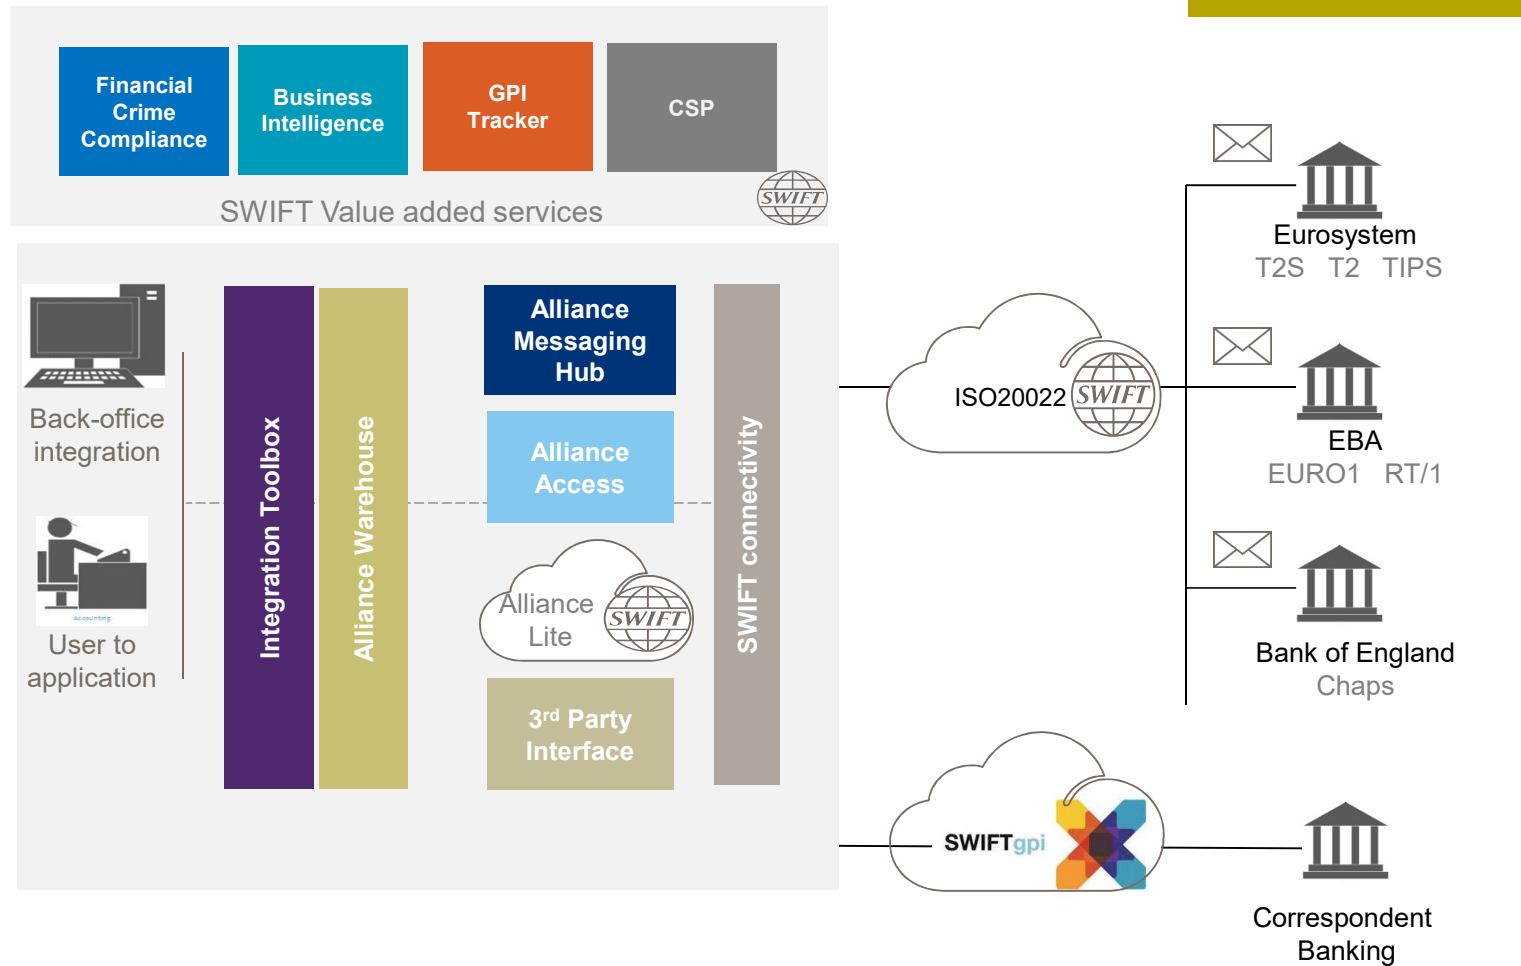 Financial
Crime
Compliance
Business
Intelligence
GPI
Tracker
CSP
SWIFT Value added services
SWIFT
Back-office
integration
Accounting
User to
application
Integration Toolbox
Alliance Warehouse
Alliance
Messaging
Hub
Alliance
Access
Alliance
Lite
SWIFT
3rd Party
Interface
SWIFT connectivity
ISO20022
SWIFT
SWIFTgpi
Eurosystem
T2S T2 TIPS
EBA
EURO1 RT/1
Bank of England
Chaps
Correspondent
Banking